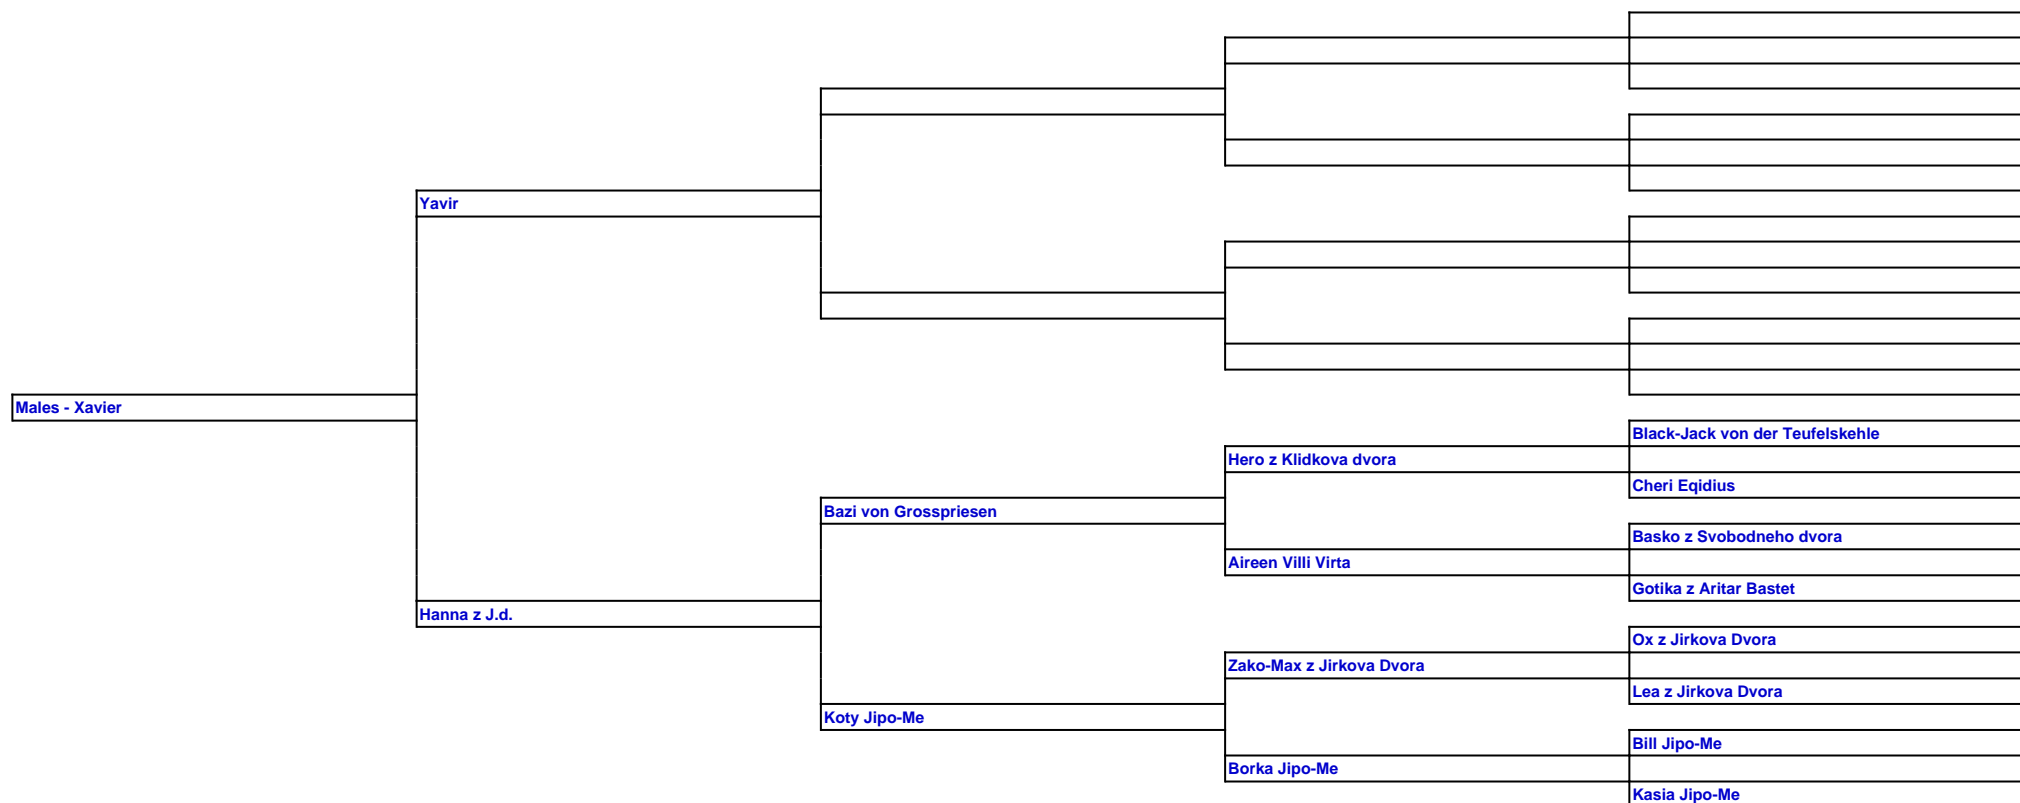 Yavir
Males - Xavier
Black-Jack von der Teufelskehle
Hero z Klidkova dvora
Cheri Eqidius
Bazi von Grosspriesen
Basko z Svobodneho dvora
Aireen Villi Virta
Gotika z Aritar Bastet
Hanna z J.d.
Ox z Jirkova Dvora
Zako-Max z Jirkova Dvora
Lea z Jirkova Dvora
Koty Jipo-Me
Bill Jipo-Me
Borka Jipo-Me
Kasia Jipo-Me